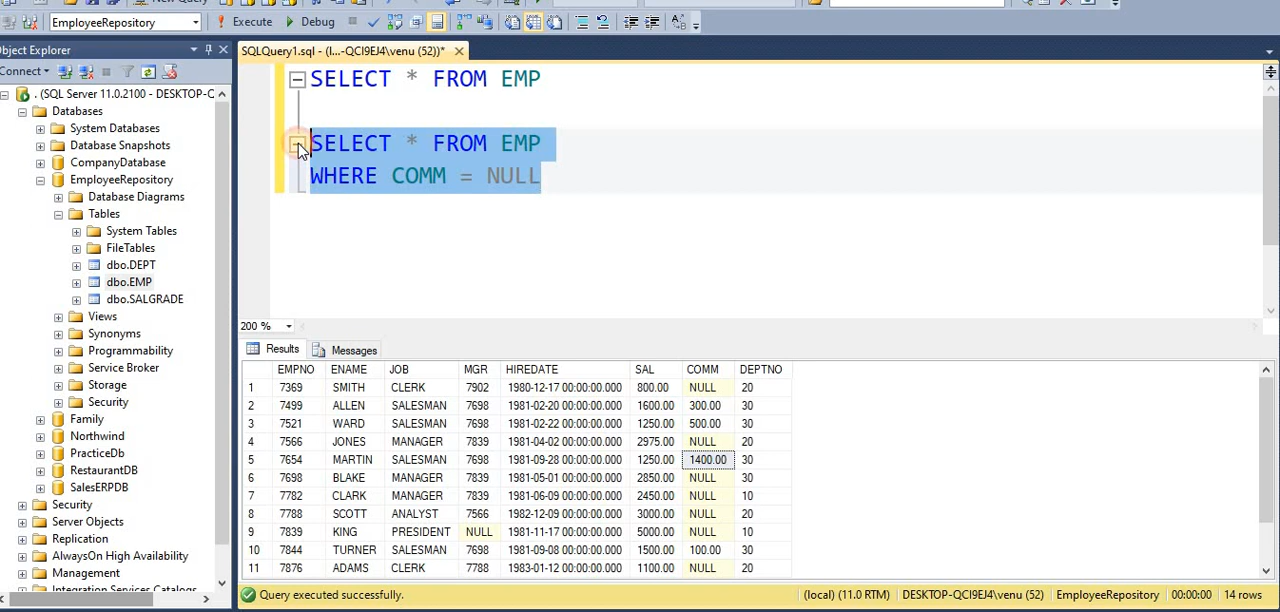 EmployeeRepository
Execute
Debug
Object Explorer
Connect
. (SQL Server 11.0.2100 - DESKTOP-C
Databases
System Databases
Database Snapshots
CompanyDatabase
EmployeeRepository
Database Diagrams
Tables
System Tables
FileTables
dbo.DEPT
dbo.EMP
dbo.SALGRADE
Views
Synonyms
Programmability
Service Broker
Storage
Security
Family
Northwind
PracticeDb
RestaurantDB
SalesERPDB
Security
Server Objects
Replication
AlwaysOn High Availability
Management
Integration Services Catalogs
SQLQuery1.sql - (l...-QCI9EJ4\venu (52))*
SELECT * FROM EMP
SELECT * FROM EMP
WHERE COMM = NULL
200 %
Results Messages
EMPNO ENAME JOB MGR HIREDATE SAL COMM DEPTNO
1 7369 SMITH CLERK 7902 1980-12-17 00:00:00.000 800.00 NULL 20
2 7499 ALLEN SALESMAN 7698 1981-02-20 00:00:00.000 1600.00 300.00 30
3 7521 WARD SALESMAN 7698 1981-02-22 00:00:00.000 1250.00 500.00 30
4 7566 JONES MANAGER 7839 1981-04-02 00:00:00.000 2975.00 NULL 20
5 7654 MARTIN SALESMAN 7698 1981-09-28 00:00:00.000 1250.00 1400.00 30
6 7698 BLAKE MANAGER 7839 1981-05-01 00:00:00.000 2850.00 NULL 30
7 7782 CLARK MANAGER 7839 1981-06-09 00:00:00.000 2450.00 NULL 10
8 7788 SCOTT ANALYST 7566 1982-12-09 00:00:00.000 3000.00 NULL 20
9 7839 KING PRESIDENT NULL 1981-11-17 00:00:00.000 5000.00 NULL 10
10 7844 TURNER SALESMAN 7698 1981-09-08 00:00:00.000 1500.00 100.00 30
11 7876 ADAMS CLERK 7788 1983-01-12 00:00:00.000 1100.00 NULL 20
Query executed successfully.
(local) (11.0 RTM) DESKTOP-QCI9EJ4\venu (52) EmployeeRepository 00:00:00 14 rows